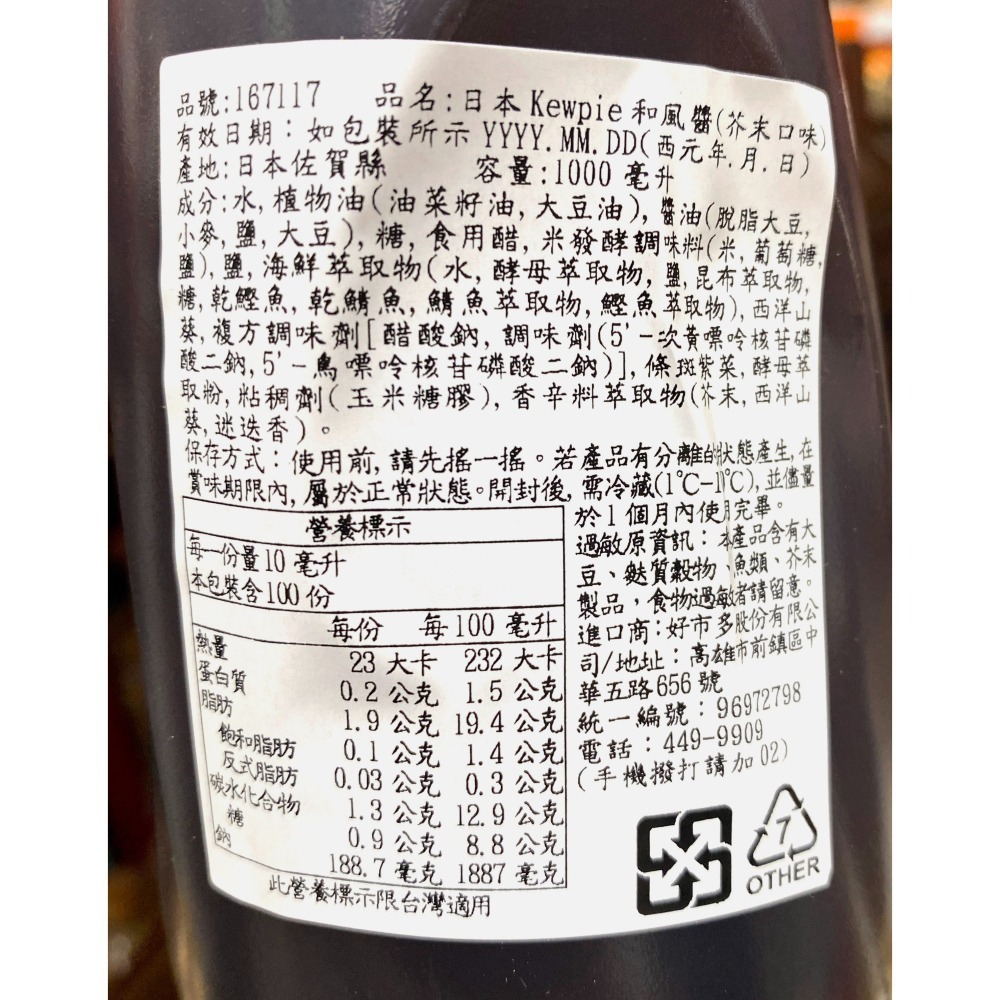 品號:167117 品名:日本Kewpie和風醬(芥末口味)
有效日期：如包裝所示YYYY.MM.DD(西元年.月.日)
產地:日本佐賀縣 容量:1000毫升
成分:水,植物油(油菜籽油,大豆油),醬油(脫脂大豆,
小麥,鹽,大豆),糖,食用醋,米發酵調味料(米,葡萄糖,
鹽),鹽,海鮮萃取物(水,酵母萃取物,鹽,昆布萃取物,
糖,乾鰹魚,乾鯖魚,鯖魚萃取物,鰹魚萃取物),西洋山
葵,複方調味劑[醋酸鈉,調味劑(5'-次黃嘌呤核苷磷
酸二鈉,5'-鳥嘌呤核苷磷酸二鈉)],條斑紫菜,酵母萃
取粉,粘稠劑(玉米糖膠),香辛料萃取物(芥末,西洋山
葵,迷迭香)。
保存方式：使用前,請先搖一搖。若產品有分離的狀態產生,在
賞味期限內,屬於正常狀態。開封後,需冷藏(1℃-10℃),並儘量
於1個月內使用完畢。
過敏原資訊：本產品含有大
豆、麩質穀物、魚類、芥末
製品，食物過敏者請留意。
進口商:好市多股份有限公
司/地址：高雄市前鎮區中
華五路656號
統一編號：96972798
電話：449-9909
(手機撥打請加02)
營養標示
每一份量10毫升
本包裝含100份
每份 每100毫升
熱量 23大卡 232大卡
蛋白質 0.2公克 1.5公克
脂肪 1.9公克 19.4公克
飽和脂肪 0.1公克 1.4公克
反式脂肪 0.03公克 0.3公克
碳水化合物 1.3公克 12.9公克
糖 0.9公克 8.8公克
鈉 188.7毫克 1887毫克
此營養標示限台灣適用
7
OTHER